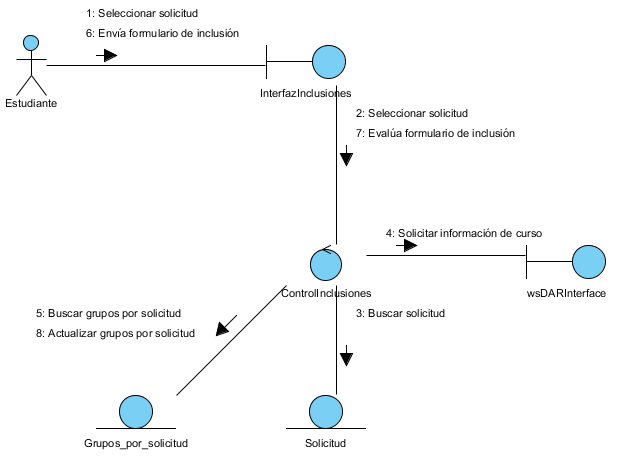 1: Seleccionar solicitud
6: Envía formulario de inclusión
Estudiante
InterfazInclusiones
2: Seleccionar solicitud
7: Evalúa formulario de inclusión
4: Solicitar información de curso
ControlInclusiones
wsDARInterface
5: Buscar grupos por solicitud
8: Actualizar grupos por solicitud
3: Buscar solicitud
Grupos_por_solicitud
Solicitud